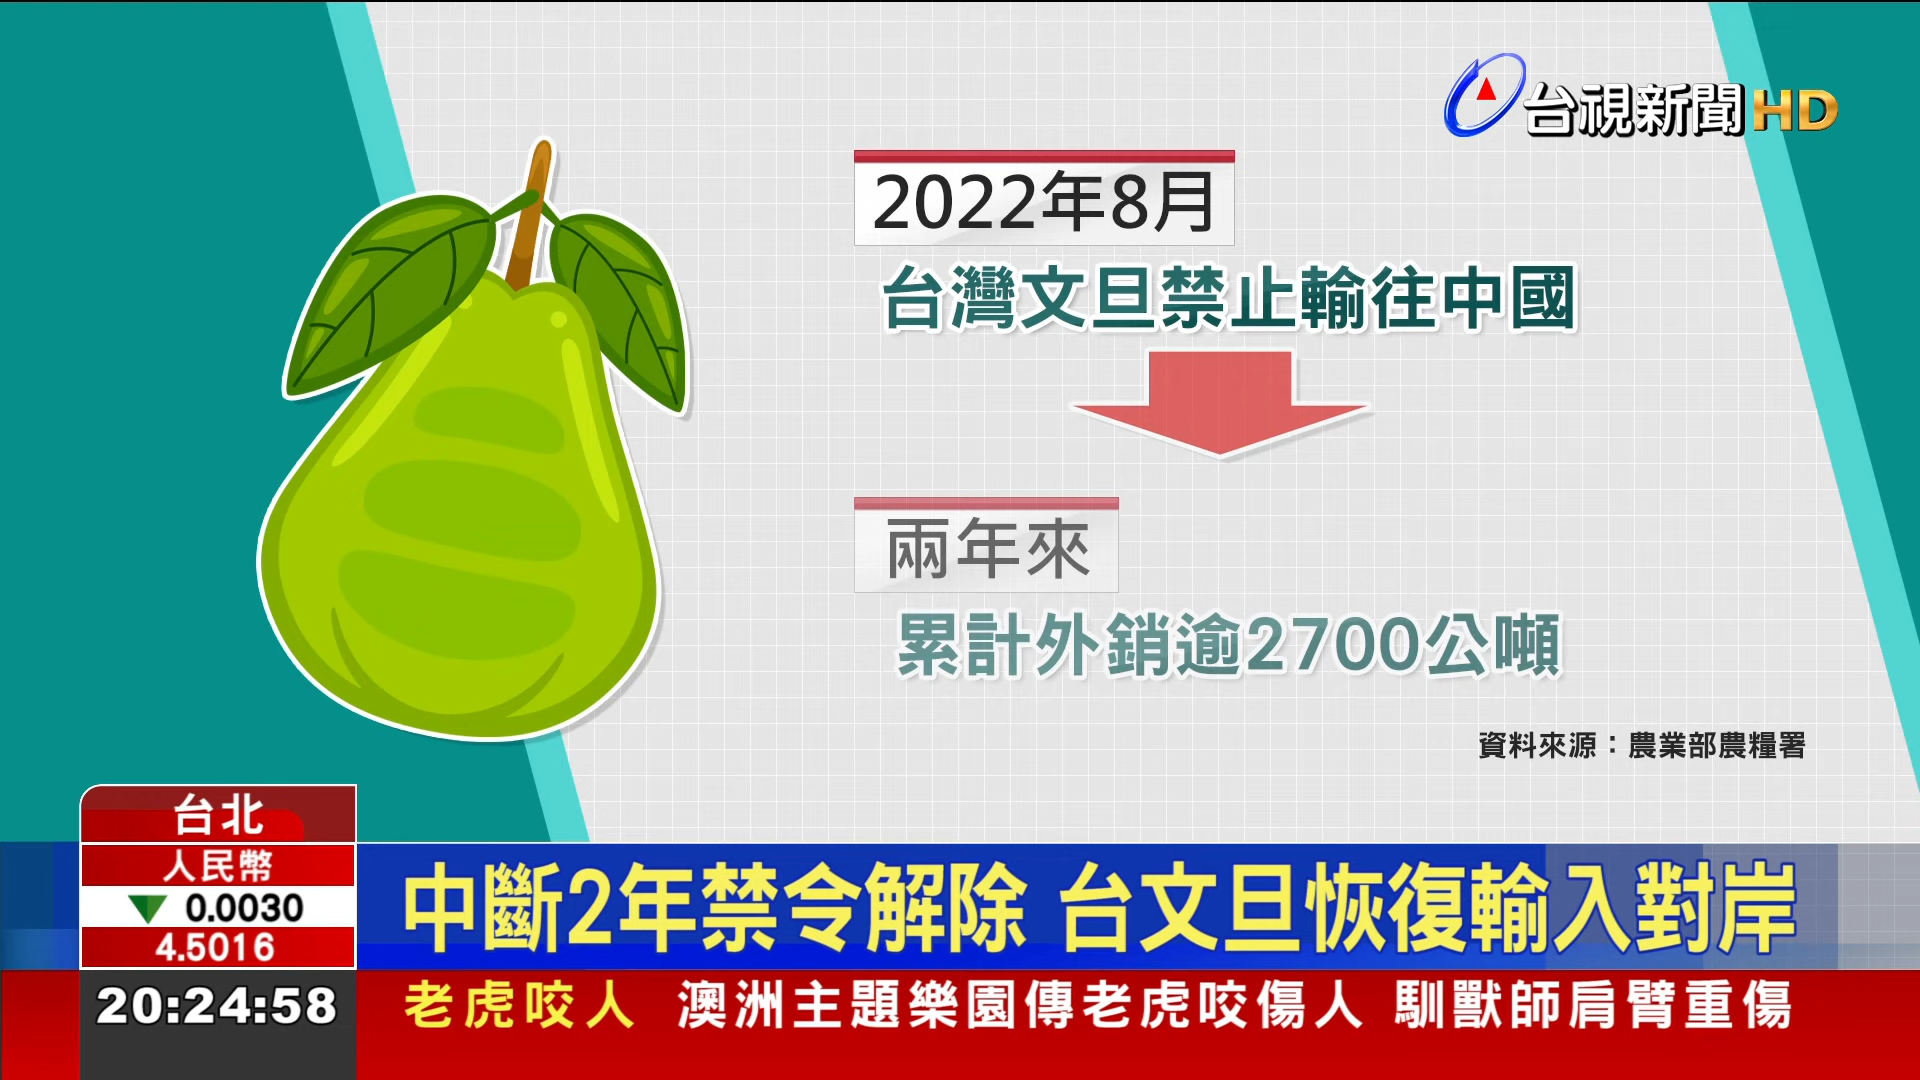 台視新聞HD
2022年8月
台灣文旦禁止輸往中國
兩年來
累計外銷逾2700公噸
資料來源：農業部農糧署
台北
人民幣
▼ 0.0030
4.5016
中斷2年禁令解除 台文旦恢復輸入對岸
20:24:58
老虎咬人 澳洲主題樂園傳老虎咬傷人 馴獸師肩臂重傷